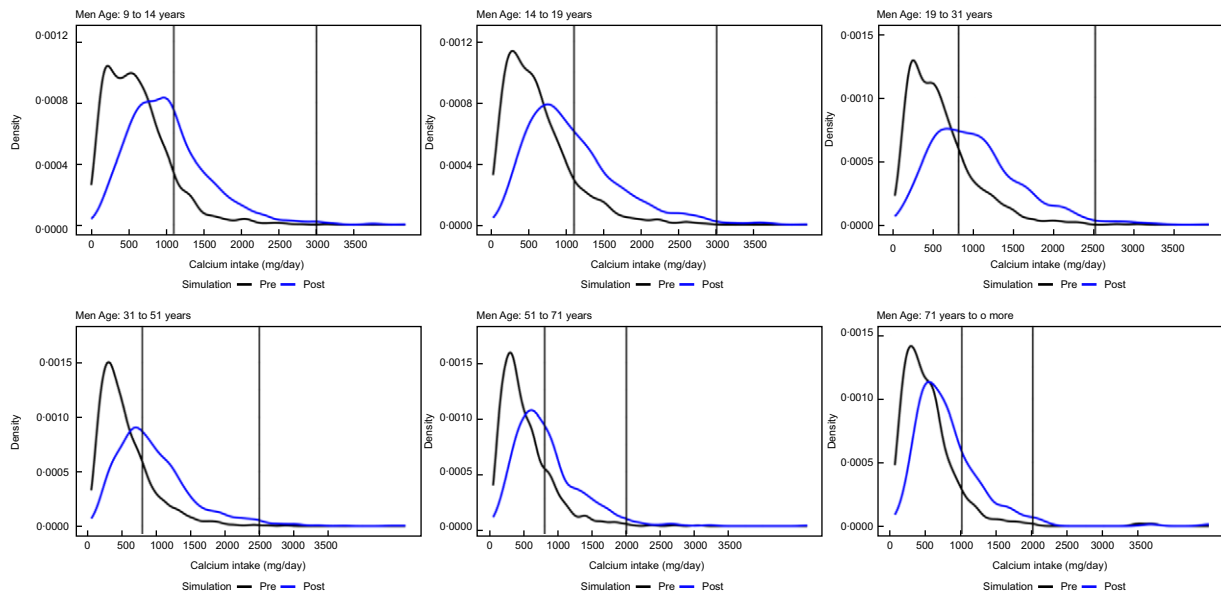 Men Age: 9 to 14 years
0·0012
0·0008
0·0004
0·0000
Density
0 500 1000 1500 2000 2500 3000 3500
Calcium intake (mg/day)
Simulation Pre Post
Men Age: 14 to 19 years
0·0012
0·0008
0·0004
0·0000
Density
0 500 1000 1500 2000 2500 3000 3500
Calcium intake (mg/day)
Simulation Pre Post
Men Age: 19 to 31 years
0·0015
0·0010
0·0005
0·0000
Density
0 500 1000 1500 2000 2500 3000 3500
Calcium intake (mg/day)
Simulation Pre Post
Men Age: 31 to 51 years
0·0015
0·0010
0·0005
0·0000
Density
0 500 1000 1500 2000 2500 3000 3500
Calcium intake (mg/day)
Simulation Pre Post
Men Age: 51 to 71 years
0·0015
0·0010
0·0005
0·0000
Density
0 500 1000 1500 2000 2500 3000 3500
Calcium intake (mg/day)
Simulation Pre Post
Men Age: 71 years to o more
0·0015
0·0010
0·0005
0·0000
Density
0 500 1000 1500 2000 2500 3000 3500
Calcium intake (mg/day)
Simulation Pre Post